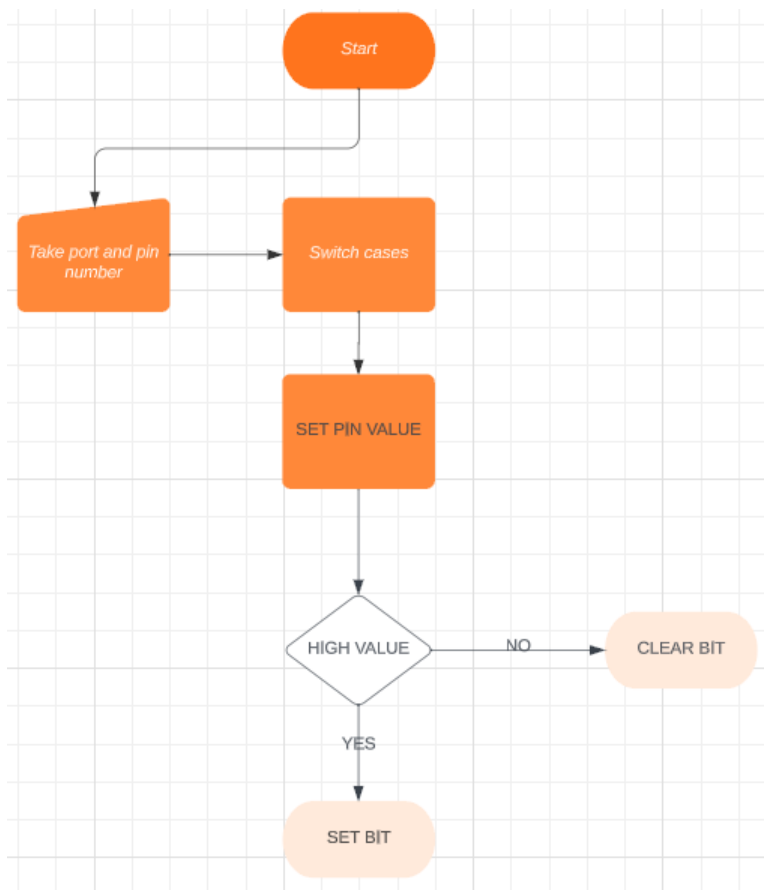 Start
Take port and pin
number
Switch cases
SET PIN VALUE
HIGH VALUE
NO
CLEAR BIT
YES
SET BIT